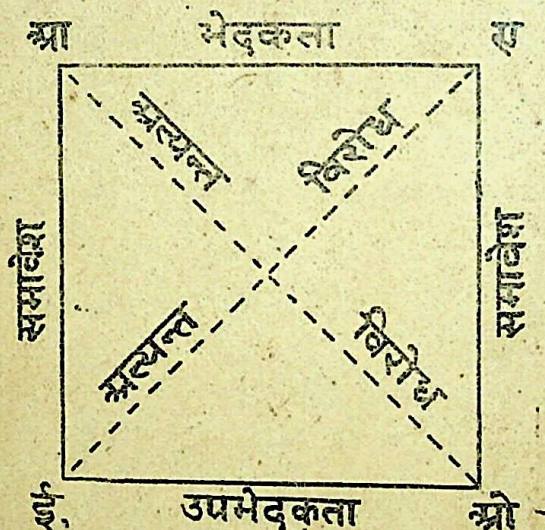 आ भेदकता ए
अत्यन्त विरोध
समावेश समावेश
अत्यन्त विरोध
ई उपभेदकता ओ